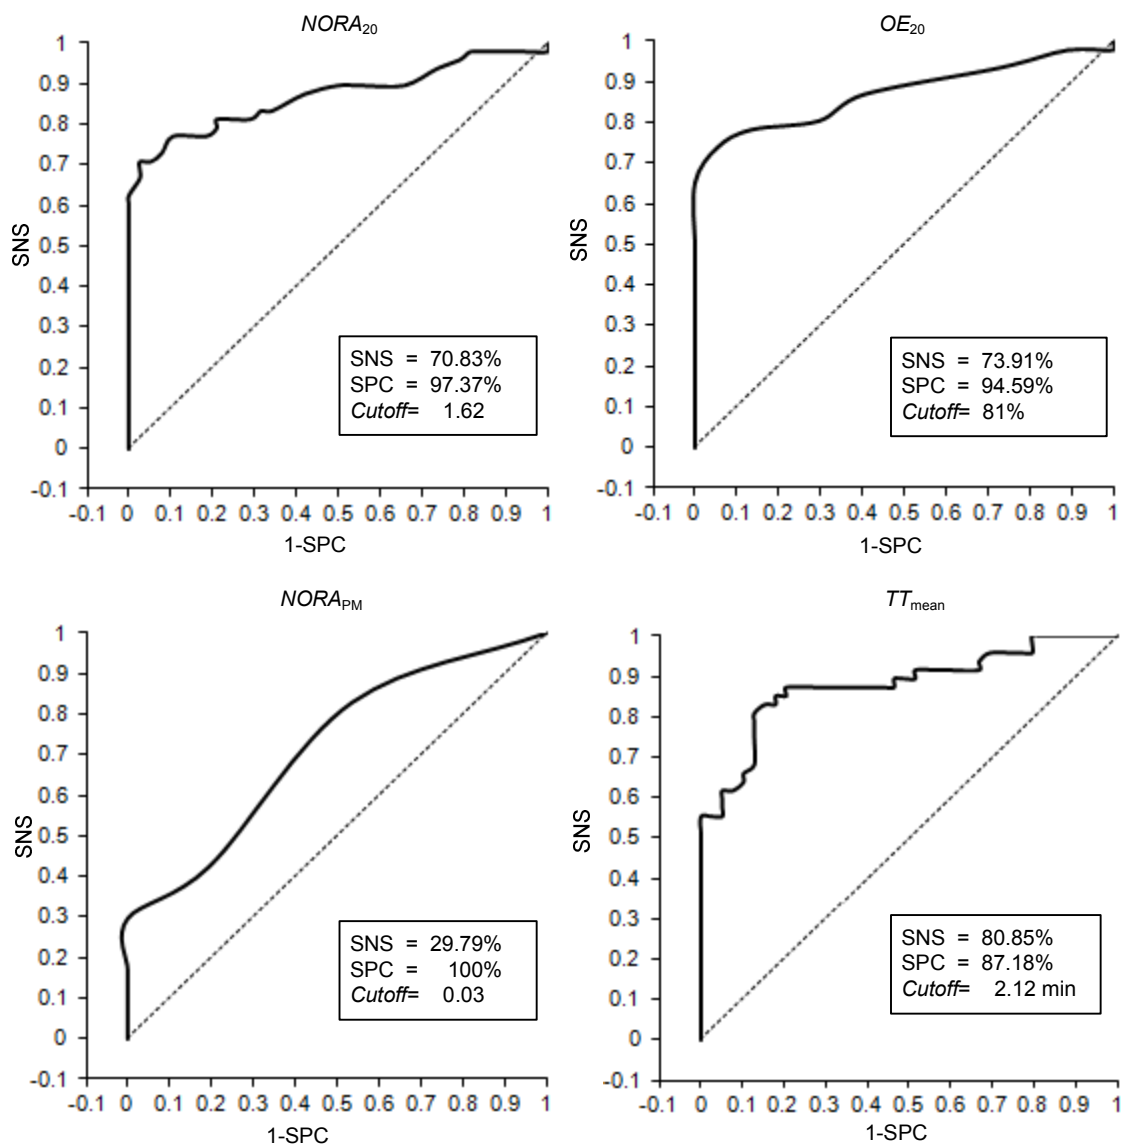 NORA20
1
0.9
0.8
0.7
0.6
0.5
0.4
0.3
0.2
0.1
0
-0.1
SNS
-0.1 0 0.1 0.2 0.3 0.4 0.5 0.6 0.7 0.8 0.9 1
1-SPC
SNS = 70.83%
SPC = 97.37%
Cutoff= 1.62
OE20
1
0.9
0.8
0.7
0.6
0.5
0.4
0.3
0.2
0.1
0
-0.1
SNS
-0.1 0 0.1 0.2 0.3 0.4 0.5 0.6 0.7 0.8 0.9 1
1-SPC
SNS = 73.91%
SPC = 94.59%
Cutoff= 81%
NORAPM
1
0.9
0.8
0.7
0.6
0.5
0.4
0.3
0.2
0.1
0
-0.1
SNS
-0.1 0 0.1 0.2 0.3 0.4 0.5 0.6 0.7 0.8 0.9 1
1-SPC
SNS = 29.79%
SPC = 100%
Cutoff= 0.03
TTmean
1
0.9
0.8
0.7
0.6
0.5
0.4
0.3
0.2
0.1
0
-0.1
SNS
-0.1 0 0.1 0.2 0.3 0.4 0.5 0.6 0.7 0.8 0.9 1
1-SPC
SNS = 80.85%
SPC = 87.18%
Cutoff= 2.12 min